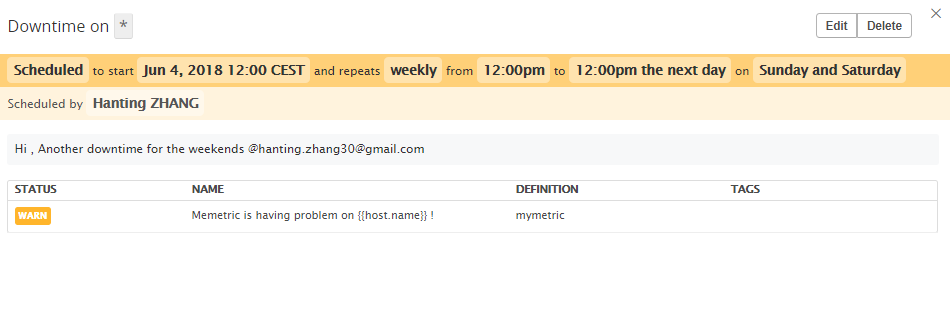 Downtime on * Edit Delete
Scheduled to start Jun 4, 2018 12:00 CEST and repeats weekly from 12:00pm to 12:00pm the next day on Sunday and Saturday
Scheduled by Hanting ZHANG
Hi , Another downtime for the weekends @hanting.zhang30@gmail.com
STATUS NAME DEFINITION TAGS
WARN Memetric is having problem on {{host.name}} ! mymetric